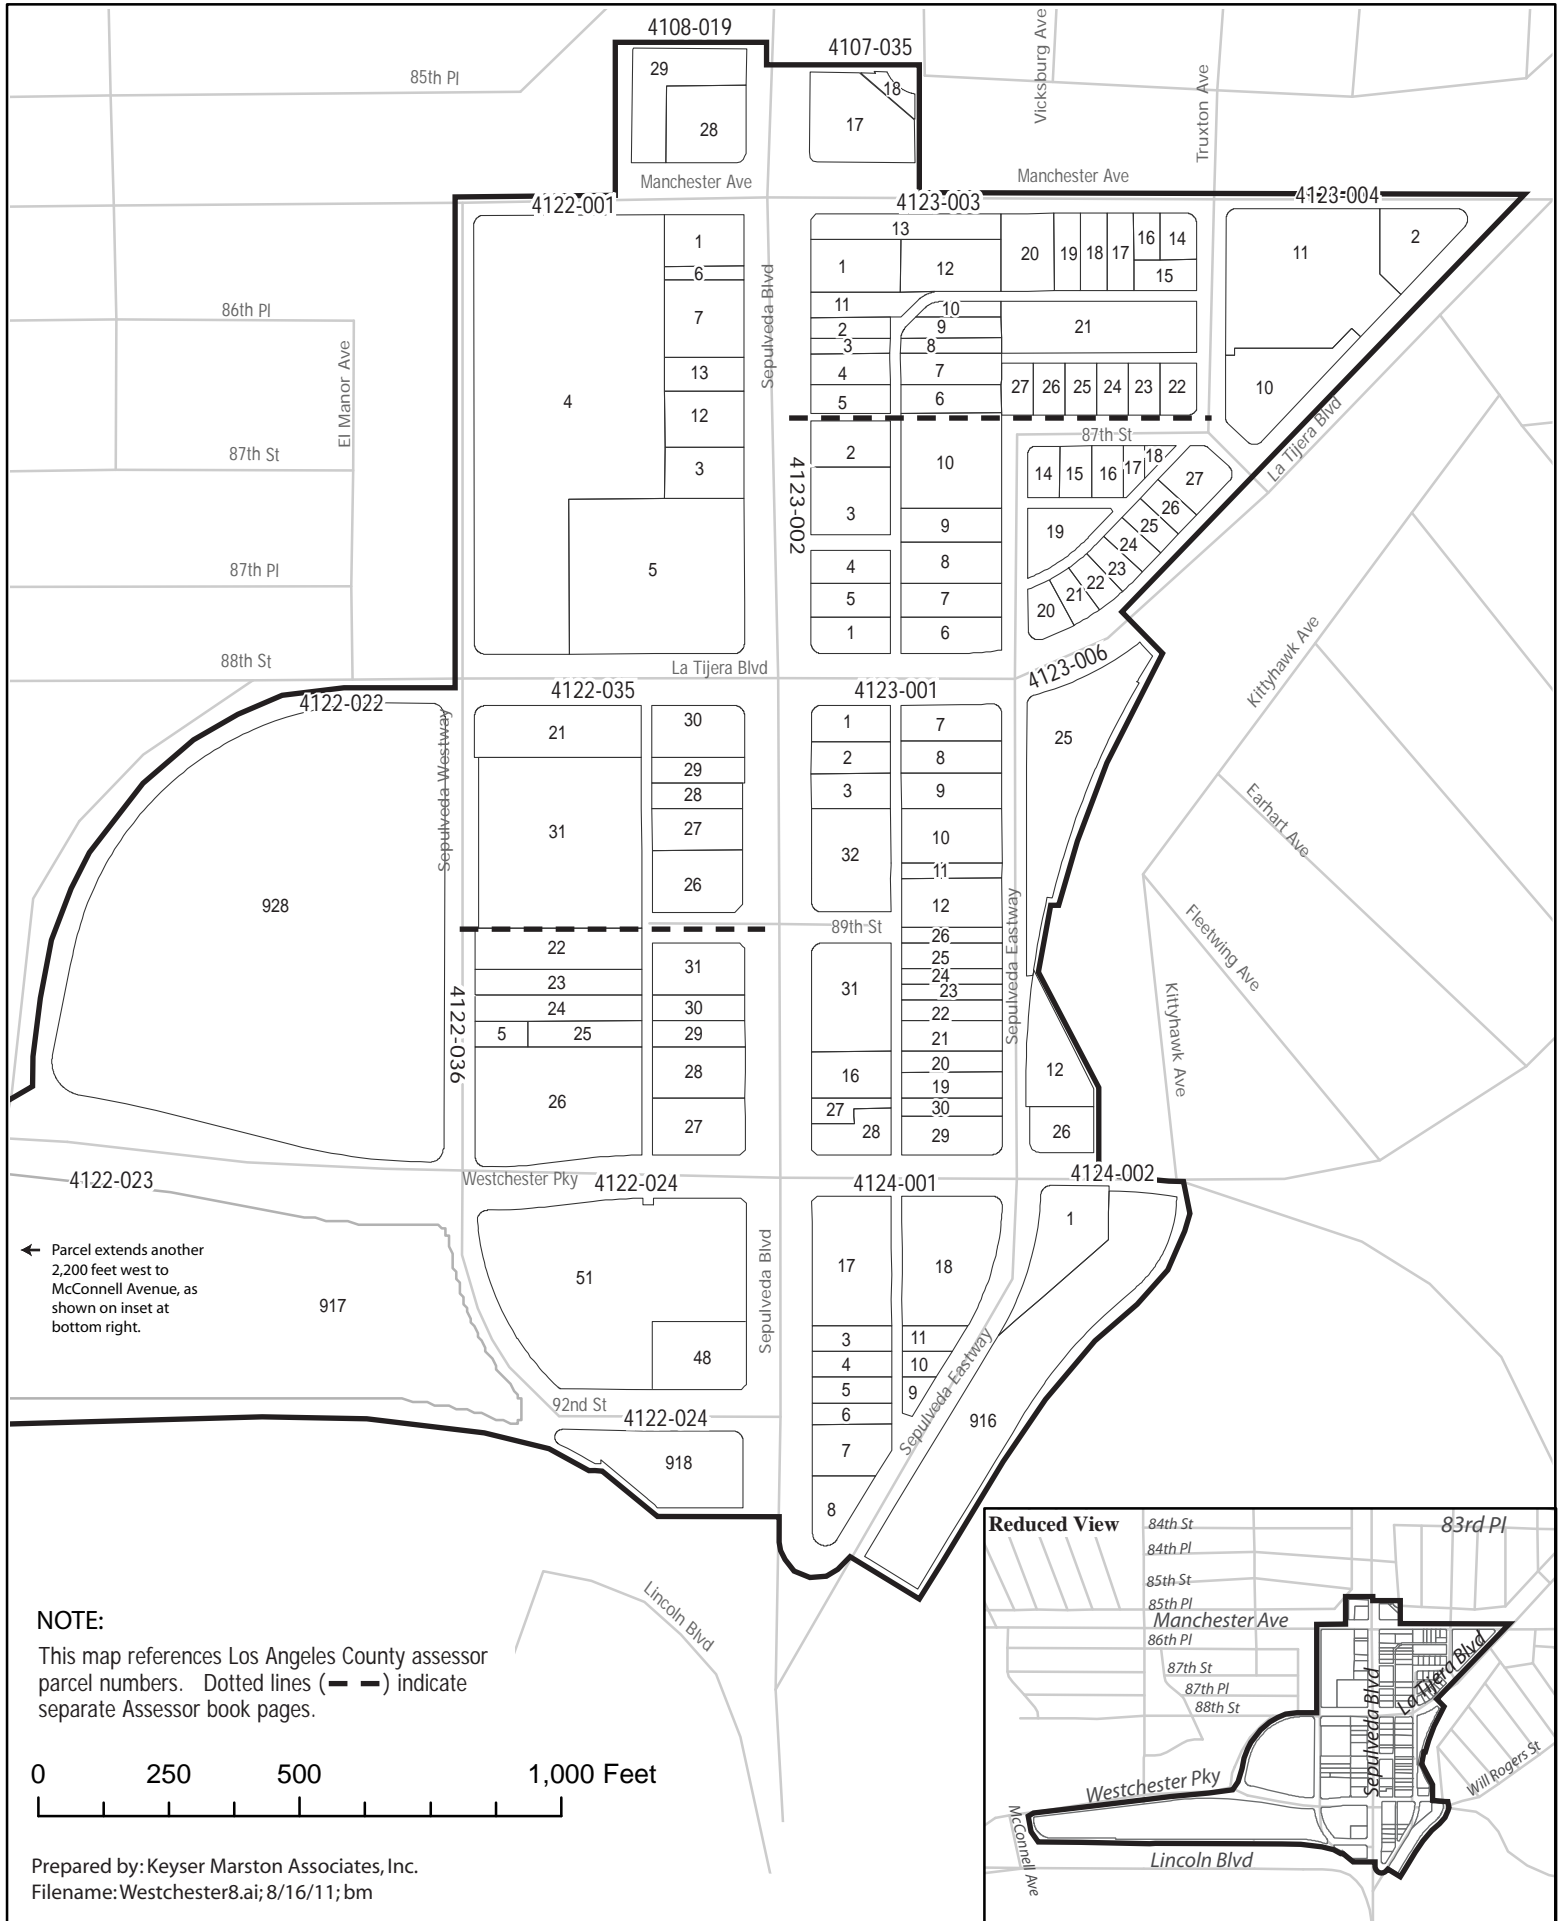 4108-019
4107-035
Vicksburg Ave
Truxton Ave
85th Pl
29
28
18
17
Manchester Ave
Manchester Ave
4122-001
4123-003
4123-004
1
6
7
13
12
3
4
5
Sepulveda Blvd
13
1
12
11
10
2
9
3
8
4
7
5
6
20
19
18
17
16
14
15
21
27
26
25
24
23
22
11
2
10
86th Pl
El Manor Ave
87th St
87th Pl
88th St
87th St
La Tijera Blvd
4123-002
2
3
4
5
1
10
9
8
7
6
14
15
16
17
18
27
26
25
24
23
22
21
20
19
La Tijera Blvd
4123-006
4122-022
4122-035
4123-001
Sepulveda Westway
928
21
31
30
29
28
27
26
1
2
3
32
7
8
9
10
11
12
25
Kittyhawk Ave
Earhart Ave
Fleetwing Ave
Kittyhawk Ave
89th St
Sepulveda Eastway
4122-036
22
23
24
5
25
26
31
30
29
28
27
31
16
27
28
26
25
24
23
22
21
20
19
30
29
12
26
Westchester Pky
4122-023
4122-024
4124-001
4124-002
Parcel extends another
2,200 feet west to
McConnell Avenue, as
shown on inset at
bottom right.
917
51
48
Sepulveda Blvd
17
18
3
4
5
6
7
8
11
10
9
1
916
Sepulveda Eastway
92nd St
4122-024
918
Lincoln Blvd
NOTE:
This map references Los Angeles County assessor
parcel numbers. Dotted lines (— —) indicate
separate Assessor book pages.
0 250 500 1,000 Feet
Prepared by: Keyser Marston Associates, Inc.
Filename: Westchester8.ai; 8/16/11; bm
Reduced View
84th St
83rd Pl
84th Pl
85th St
85th Pl
Manchester Ave
86th Pl
87th St
87th Pl
88th St
Sepulveda Blvd
La Tijera Blvd
Westchester Pky
Will Rogers St
McConnell Ave
Lincoln Blvd